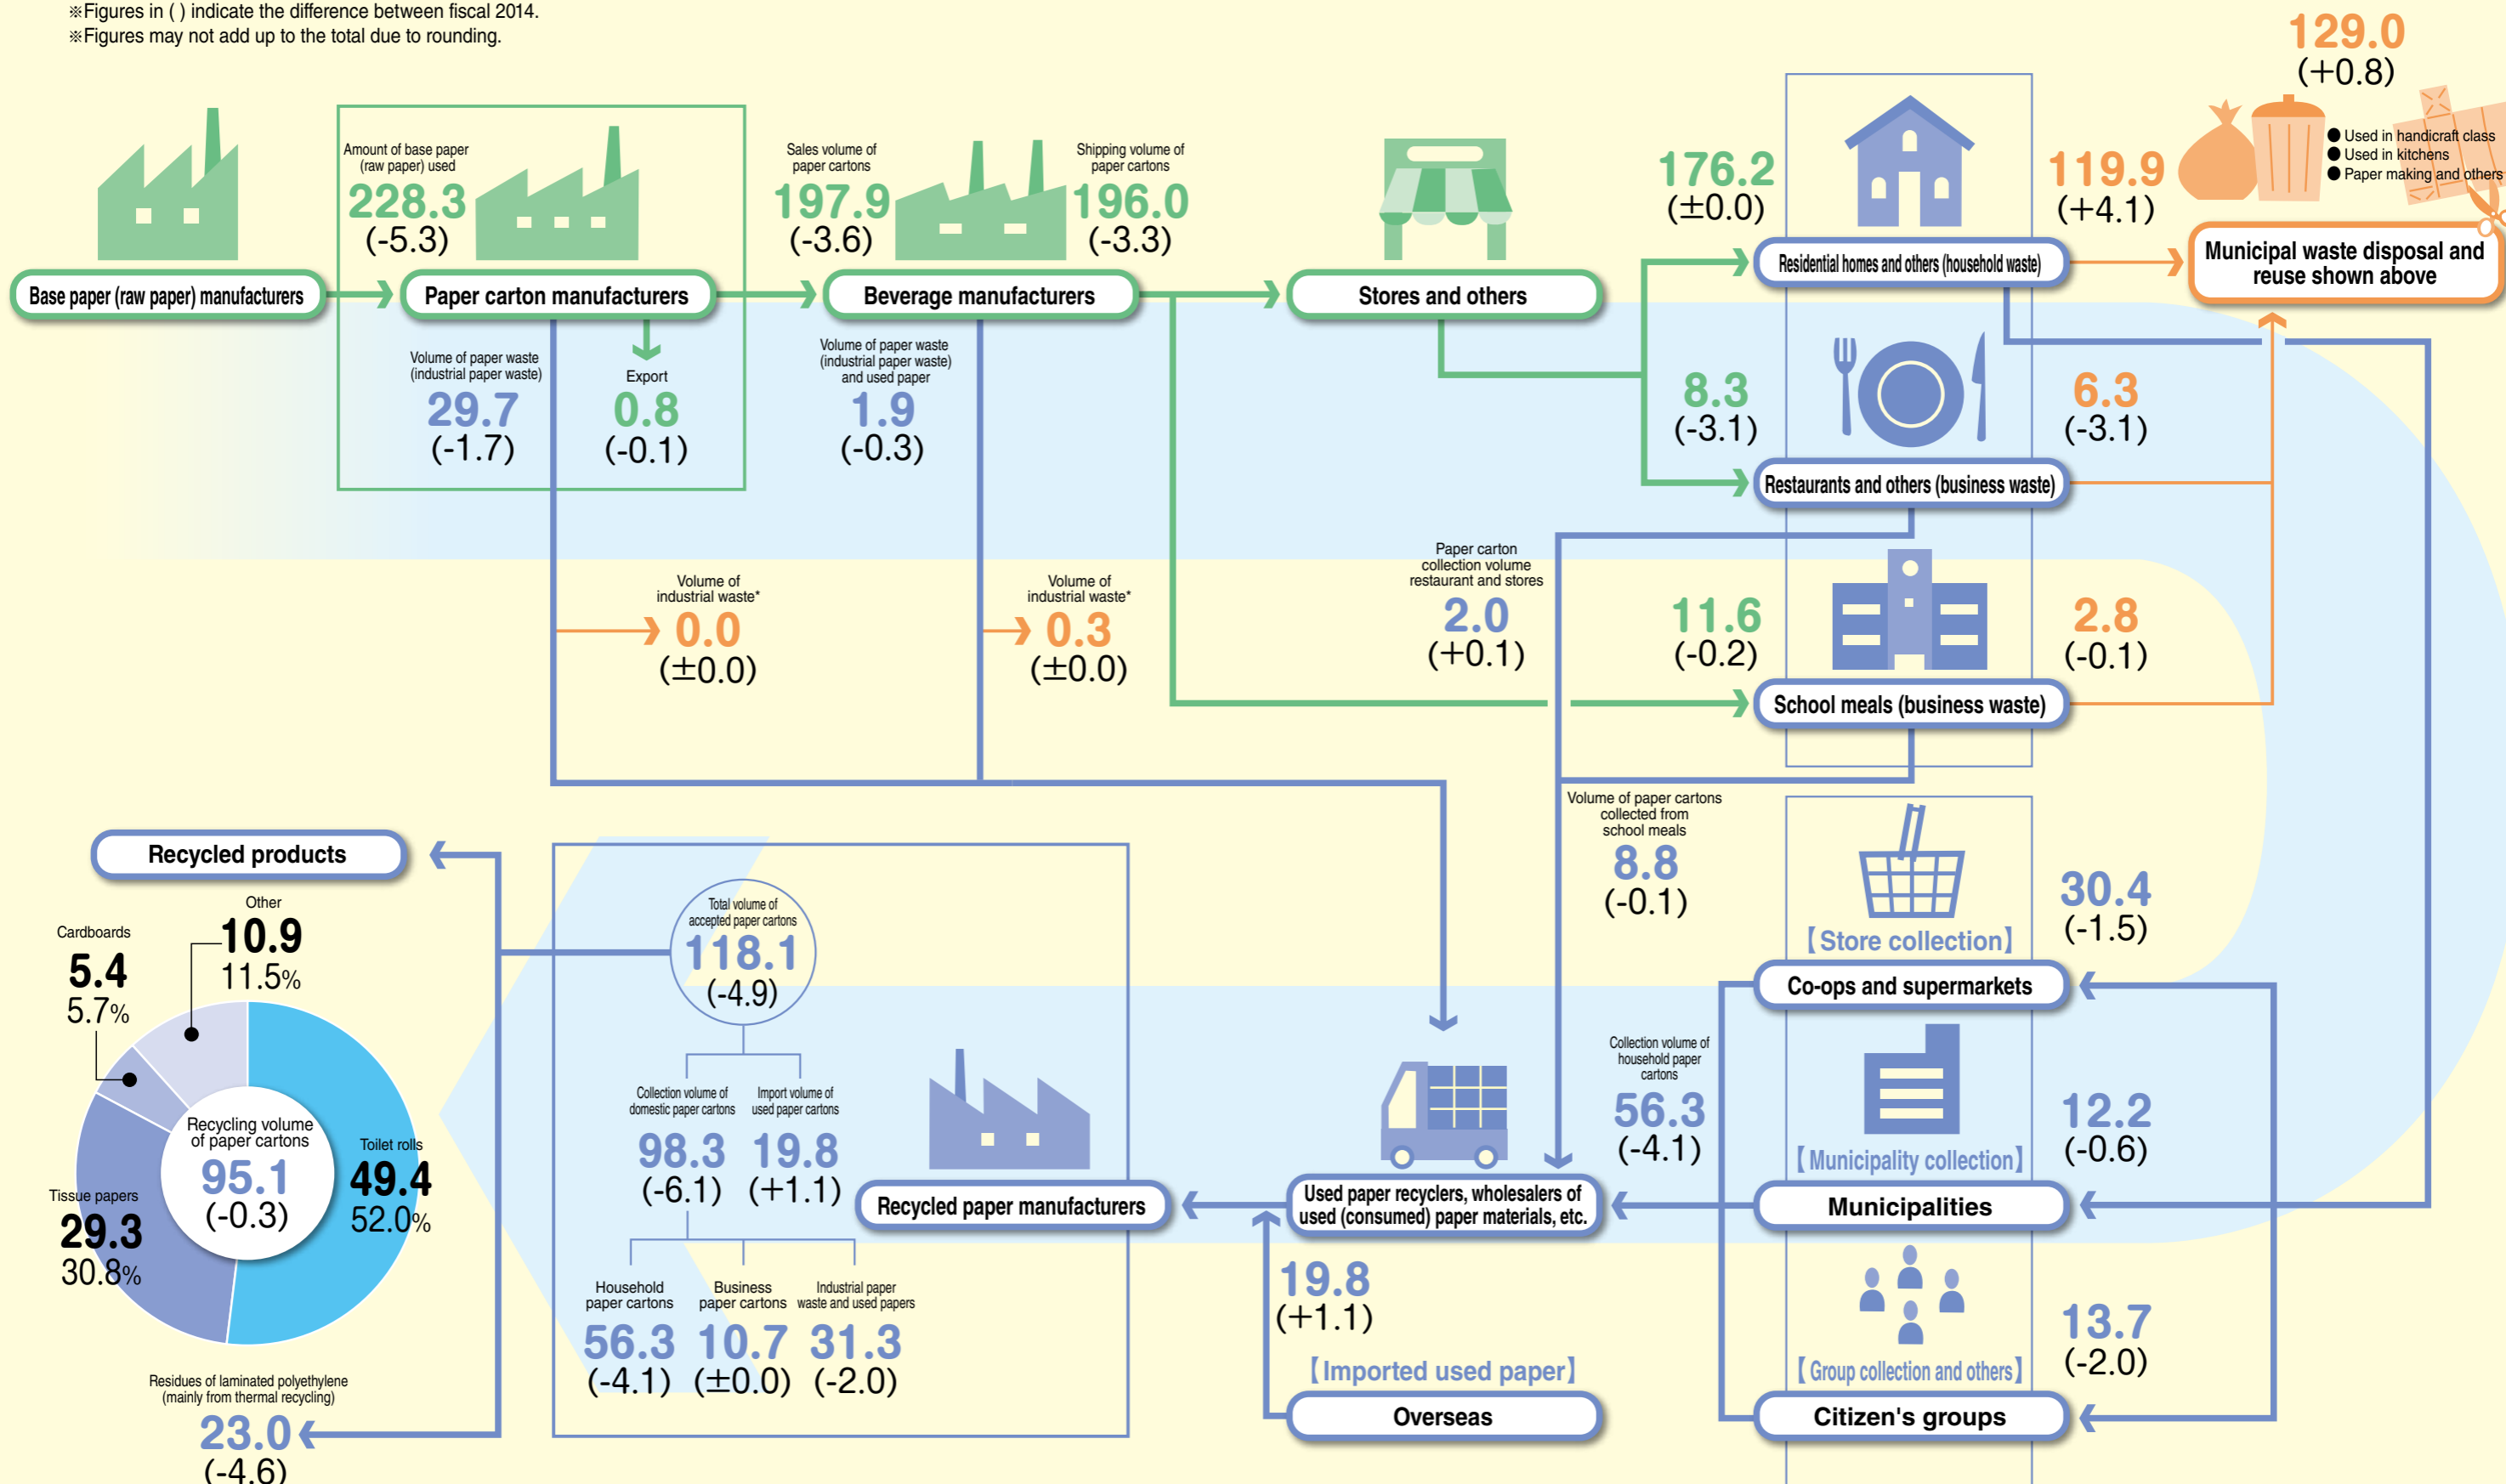 ※Figures in ( ) indicate the difference between fiscal 2014.
※Figures may not add up to the total due to rounding.
129.0
(+0.8)
● Used in handicraft class
● Used in kitchens
● Paper making and others
Amount of base paper
(raw paper) used
228.3
(-5.3)
Sales volume of
paper cartons
197.9
(-3.6)
Shipping volume of
paper cartons
196.0
(-3.3)
176.2
(±0.0)
119.9
(+4.1)
Base paper (raw paper) manufacturers
Paper carton manufacturers
Beverage manufacturers
Stores and others
Residential homes and others (household waste)
Municipal waste disposal and
reuse shown above
Volume of paper waste
(industrial paper waste)
29.7
(-1.7)
Export
0.8
(-0.1)
Volume of paper waste
(industrial paper waste)
and used paper
1.9
(-0.3)
8.3
(-3.1)
6.3
(-3.1)
Restaurants and others (business waste)
Volume of
industrial waste*
0.0
(±0.0)
Volume of
industrial waste*
0.3
(±0.0)
Paper carton
collection volume
restaurant and stores
2.0
(+0.1)
11.6
(-0.2)
2.8
(-0.1)
School meals (business waste)
Volume of paper cartons
collected from
school meals
8.8
(-0.1)
30.4
(-1.5)
【Store collection】
Co-ops and supermarkets
Collection volume of
household paper
cartons
56.3
(-4.1)
12.2
(-0.6)
【Municipality collection】
Municipalities
13.7
(-2.0)
【Group collection and others】
Citizen's groups
Used paper recyclers, wholesalers of
used (consumed) paper materials, etc.
19.8
(+1.1)
【Imported used paper】
Overseas
Recycled paper manufacturers
Total volume of
accepted paper cartons
118.1
(-4.9)
Collection volume of
domestic paper cartons
98.3
(-6.1)
Import volume of
used paper cartons
19.8
(+1.1)
Household
paper cartons
56.3
(-4.1)
Business
paper cartons
10.7
(±0.0)
Industrial paper
waste and used papers
31.3
(-2.0)
Recycled products
Other
10.9
11.5%
Cardboards
5.4
5.7%
Recycling volume
of paper cartons
95.1
(-0.3)
Toilet rolls
49.4
52.0%
Tissue papers
29.3
30.8%
Residues of laminated polyethylene
(mainly from thermal recycling)
23.0
(-4.6)